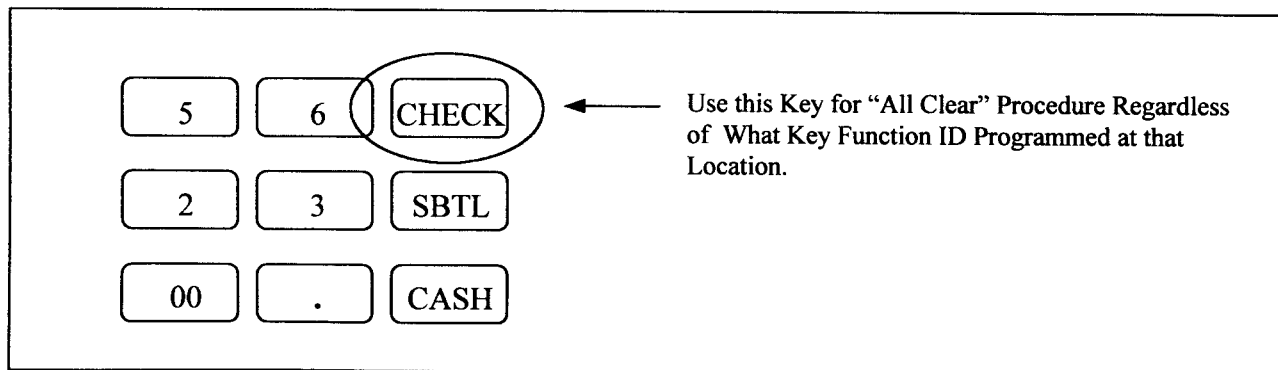 5 6 CHECK
Use this Key for “All Clear” Procedure Regardless
of What Key Function ID Programmed at that
Location.
2 3 SBTL
00 . CASH